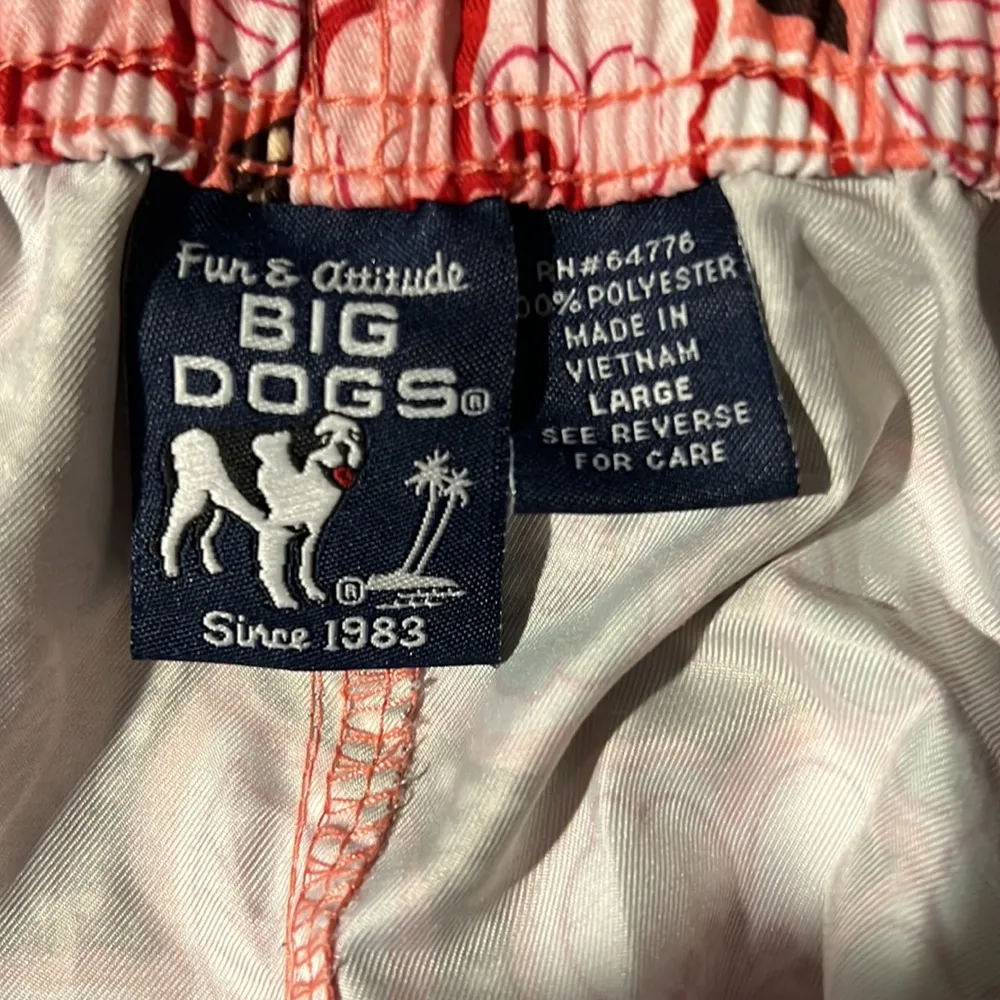 Fun & attitude
BIG
DOGS®
®
Since 1983
RN#64776
00% POLYESTER
MADE IN
VIETNAM
LARGE
SEE REVERSE
FOR CARE